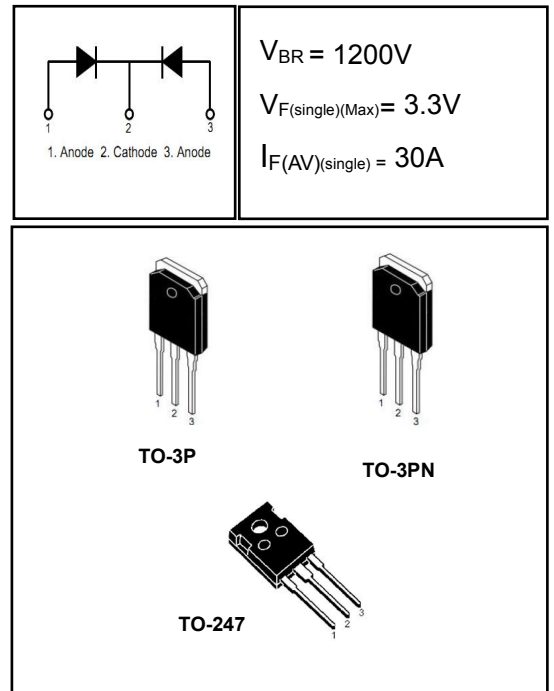 1 2 3
1. Anode 2. Cathode 3. Anode
VBR = 1200V
VF(single)(Max)= 3.3V
IF(AV)(single) = 30A
1 2 3
TO-3P
1 2 3
TO-3PN
TO-247
1 2 3